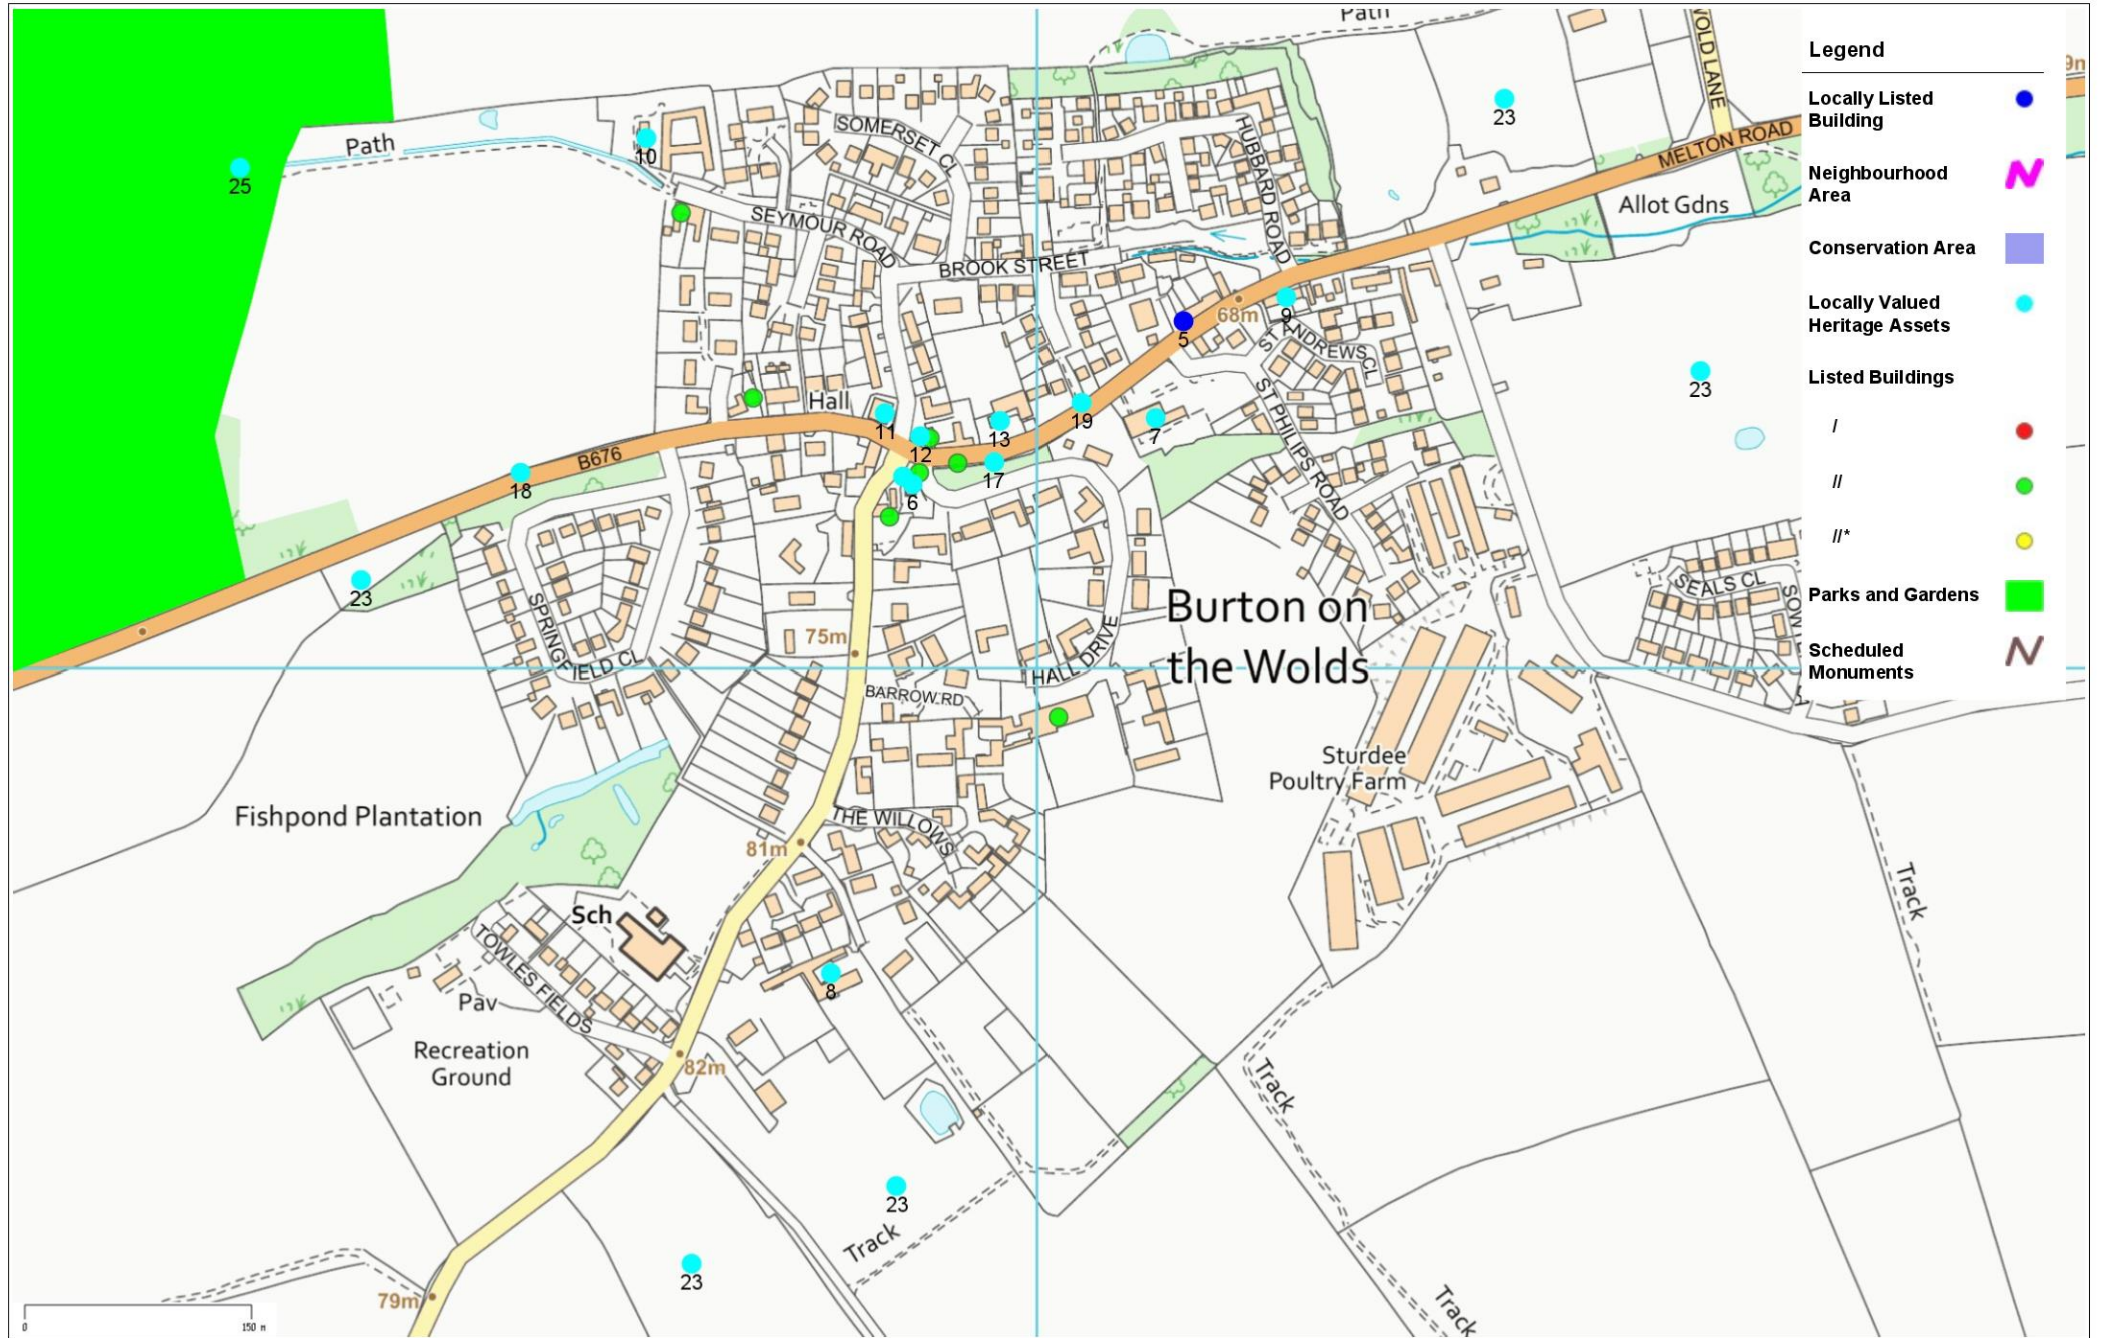 Path
WOLD LANE
9m
Legend
Locally Listed
Building
Neighbourhood
Area
Conservation Area
Locally Valued
Heritage Assets
Listed Buildings
/
//
//*
Parks and Gardens
Scheduled
Monuments
23
SOMERSET CL
HUBBARD ROAD
MELTON ROAD
Path
10
25
Allot Gdns
SEYMOUR ROAD
BROOK STREET
68m
9
5
ST ANDREWS CL
23
Hall
11
13
19
7
12
ST PHILIPS ROAD
B676
17
18
6
23
SPRINGFIELD CL
75m
HALL DRIVE
Burton on
the Wolds
SEALS CL
BARROW RD
Sturdee
Poultry Farm
Fishpond Plantation
THE WILLOWS
81m
Track
Sch
TOWLES FIELDS
8
Pav
Recreation
Ground
82m
Track
23
Track
23
79m
Track
0
150 m